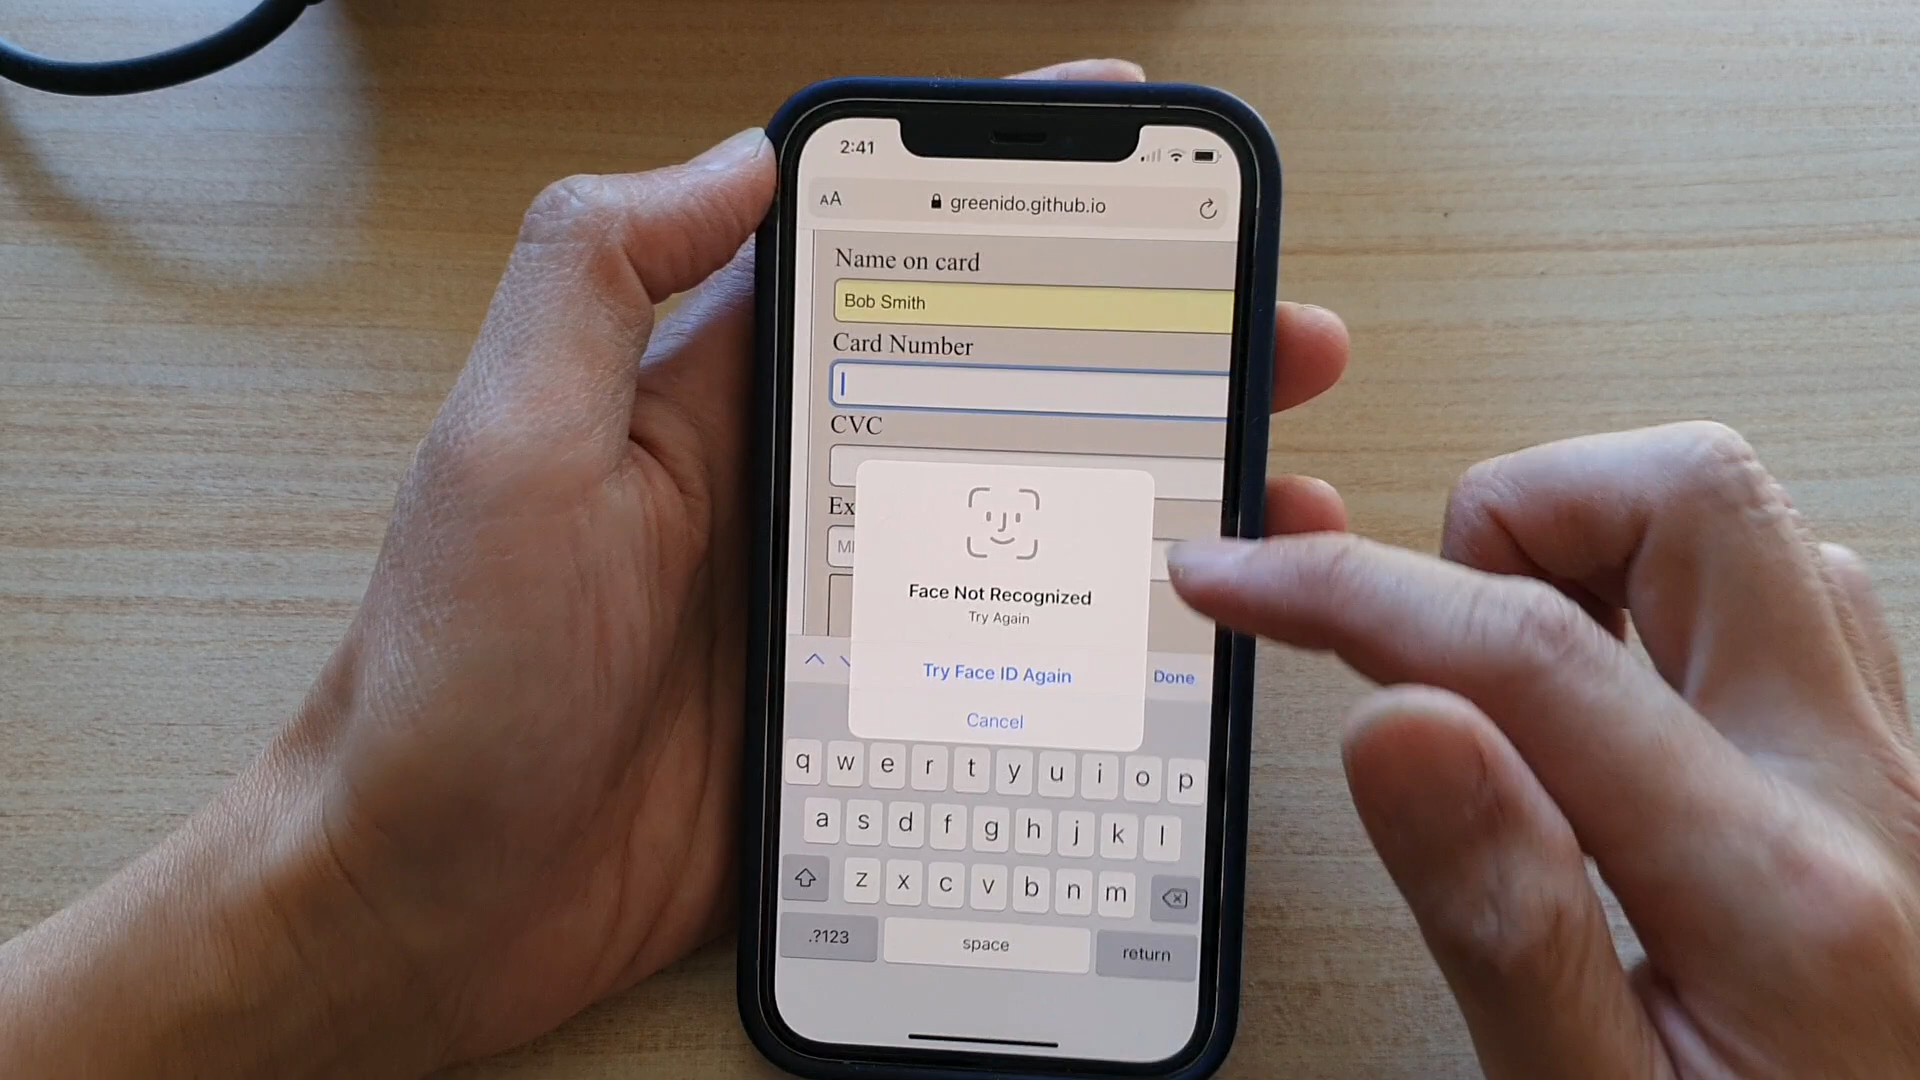 2:41
AA greenido.github.io
Name on card
Bob Smith
Card Number
CVC
Ex
M
Face Not Recognized
Try Again
Try Face ID Again
Done
Cancel
q w e r t y u i o p
a s d f g h j k l
z x c v b n m
.?123 space return